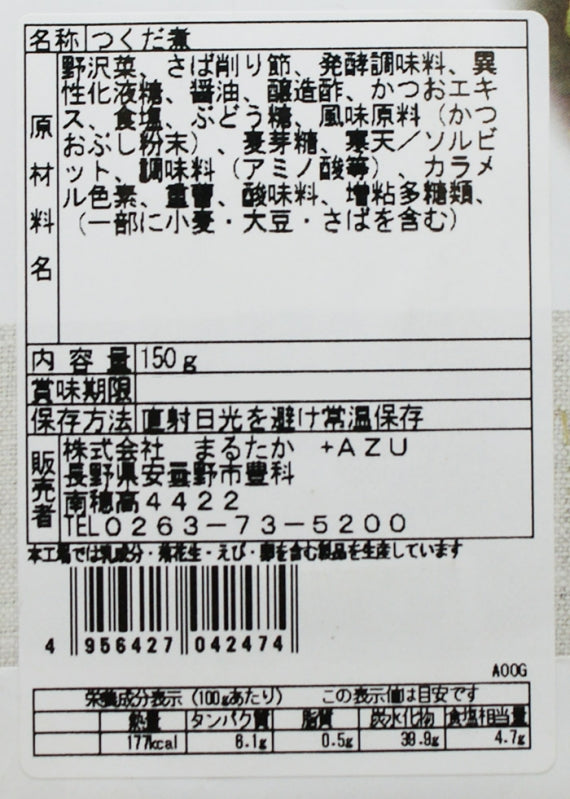 名称 つくだ煮
原材料名
野沢菜、さば削り節、発酵調味料、異
性化液糖、醤油、醸造酢、かつおエキ
ス、食塩、ぶどう糖、風味原料（かつ
おぶし粉末）、麦芽糖、寒天／ソルビ
ット、調味料（アミノ酸等）、カラメ
ル色素、重曹、酸味料、増粘多糖類、
（一部に小麦・大豆・さばを含む）
内容量 150g
賞味期限
保存方法 直射日光を避け常温保存
販売者
株式会社 まるたか +AZU
長野県安曇野市豊科
南穂高4422
TEL0263-73-5200
本工場では乳成分・落花生・えび・卵を含む製品を生産しています
4 956427 042474
A00G
栄養成分表示（100gあたり） この表示値は目安です
熱量 タンパク質 脂質 炭水化物 食塩相当量
177kcal 0.5g 4.7g